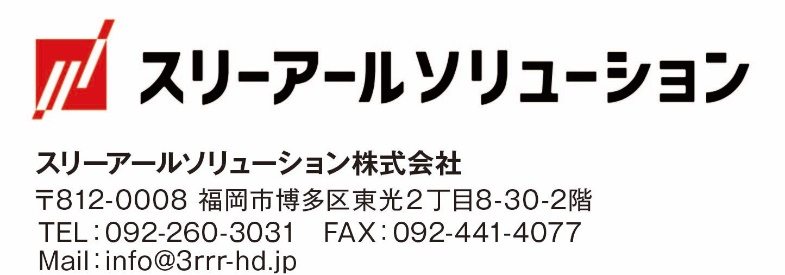 スリーアールソリューション
スリーアールソリューション株式会社
〒812-0008 福岡市博多区東光2丁目8-30-2階
TEL：092-260-3031　FAX：092-441-4077
Mail：info@3rrr-hd.jp